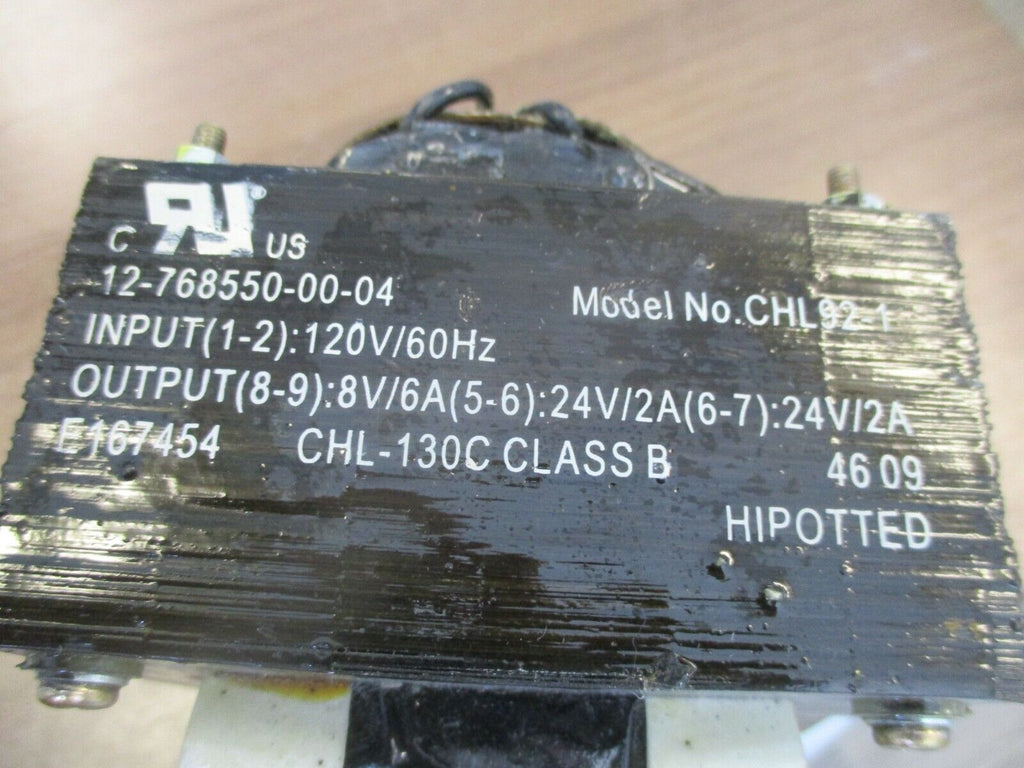 C RU® US
12-768550-00-04
Model No.CHL92-1
INPUT(1-2):120V/60Hz
OUTPUT(8-9):8V/6A(5-6):24V/2A(6-7):24V/2A
E167454 CHL-130C CLASS B 46 09
HIPOTTED